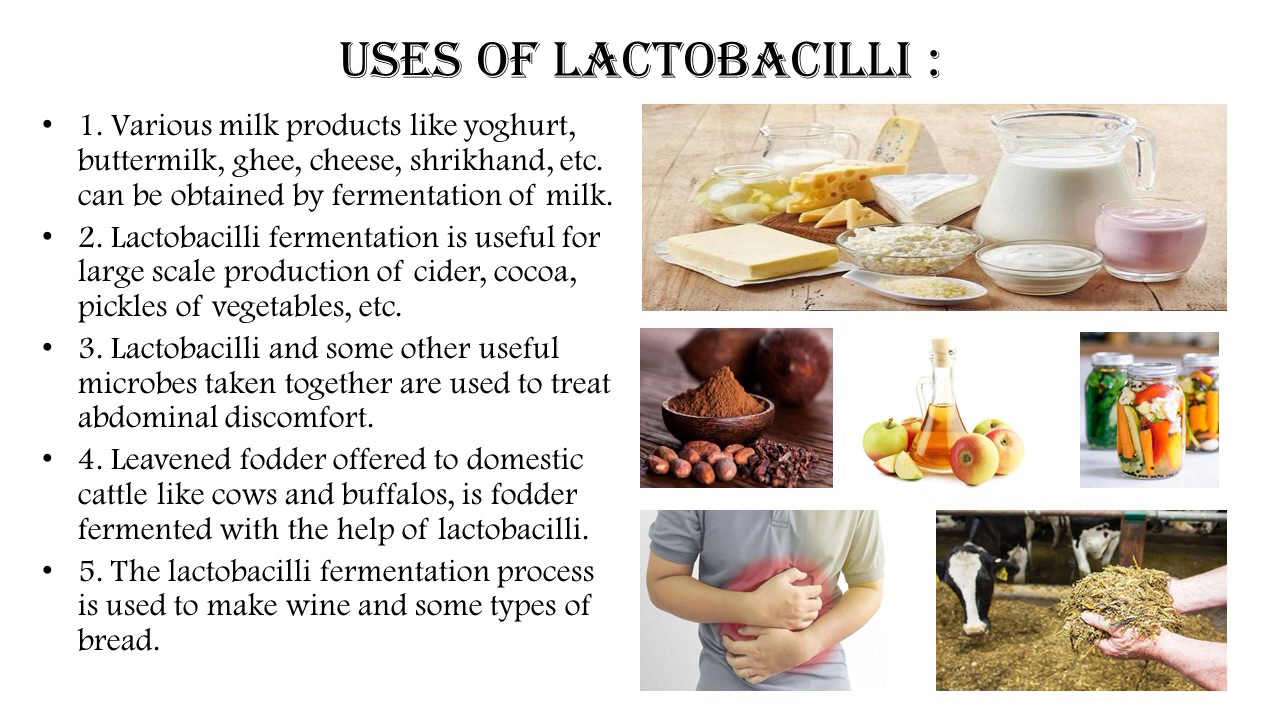 Uses of Lactobacilli :
• 1. Various milk products like yoghurt,
buttermilk, ghee, cheese, shrikhand, etc.
can be obtained by fermentation of milk.
• 2. Lactobacilli fermentation is useful for
large scale production of cider, cocoa,
pickles of vegetables, etc.
• 3. Lactobacilli and some other useful
microbes taken together are used to treat
abdominal discomfort.
• 4. Leavened fodder offered to domestic
cattle like cows and buffalos, is fodder
fermented with the help of lactobacilli.
• 5. The lactobacilli fermentation process
is used to make wine and some types of
bread.